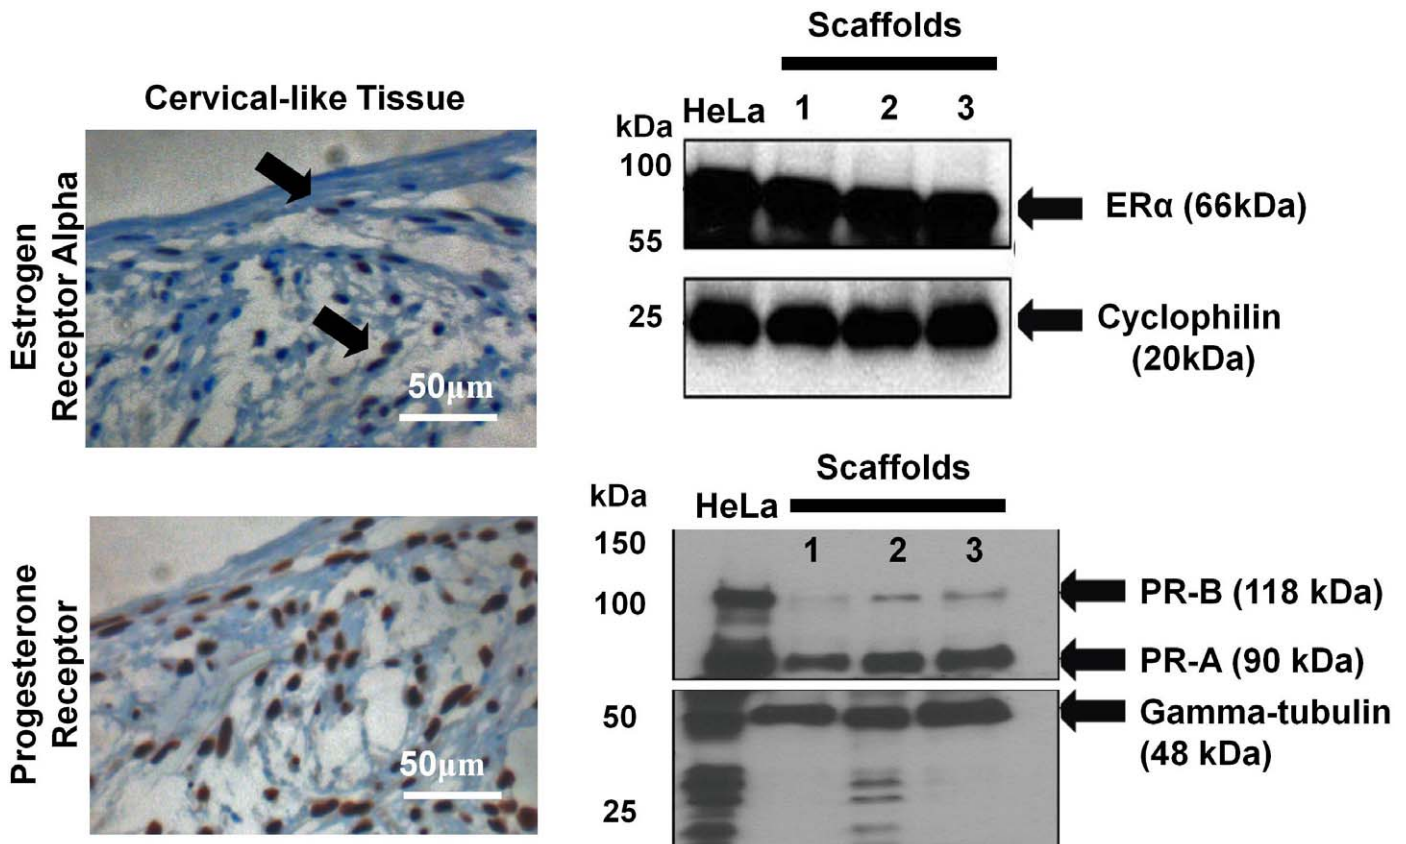 Cervical-like Tissue
Estrogen
Receptor Alpha
50µm
Scaffolds
HeLa 1 2 3
kDa
100
55
25
ERα (66kDa)
Cyclophilin
(20kDa)
Progesterone
Receptor
50µm
Scaffolds
kDa
HeLa
1 2 3
150
100
50
25
PR-B (118 kDa)
PR-A (90 kDa)
Gamma-tubulin
(48 kDa)